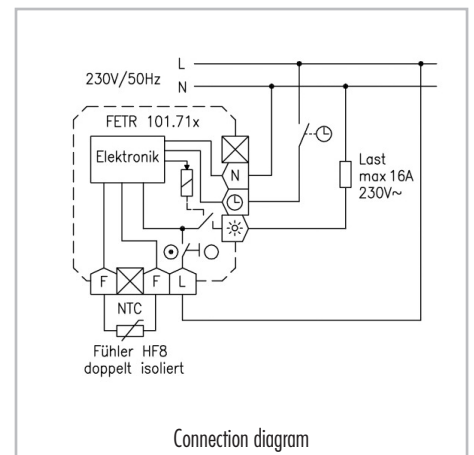 L
230V/50Hz
N
FETR 101.71x
Elektronik
N
Last
max 16A
230V~
F
F
L
NTC
Fühler HF8
doppelt isoliert
Connection diagram